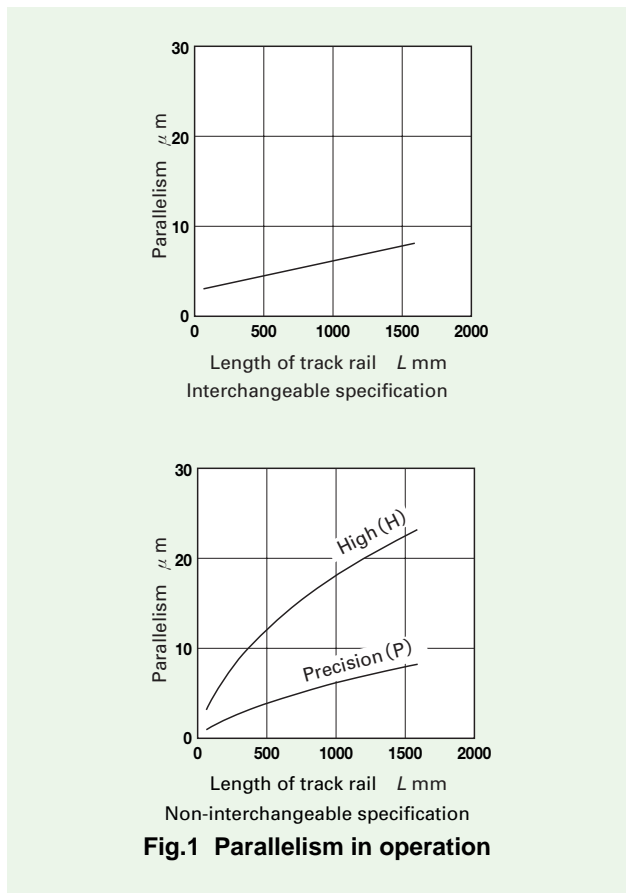 30
20
10
0
Parallelism μm
0 500 1000 1500 2000
Length of track rail L mm
Interchangeable specification
30
20
10
0
Parallelism μm
High (H)
Precision (P)
0 500 1000 1500 2000
Length of track rail L mm
Non-interchangeable specification
Fig.1 Parallelism in operation